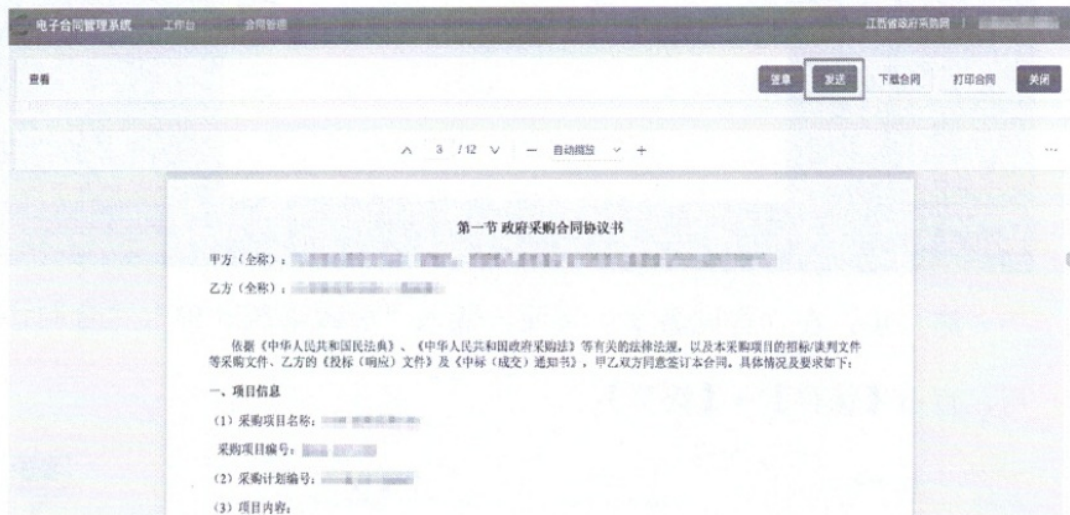 电子合同管理系统 工作台 合同管理 江西省政府采购网 |
查看 签章 发送 下载合同 打印合同 关闭
3 /12 — 自动缩放 +
...
第一节 政府采购合同协议书
甲方（全称）：
乙方（全称）：
依据《中华人民共和国民法典》、《中华人民共和国政府采购法》等有关的法律法规，以及本采购项目的招标/谈判文件
等采购文件、乙方的《投标（响应）文件》及《中标（成交）通知书》，甲乙双方同意签订本合同。具体情况及要求如下：
一、项目信息
（1）采购项目名称：
采购项目编号：
（2）采购计划编号：
（3）项目内容：